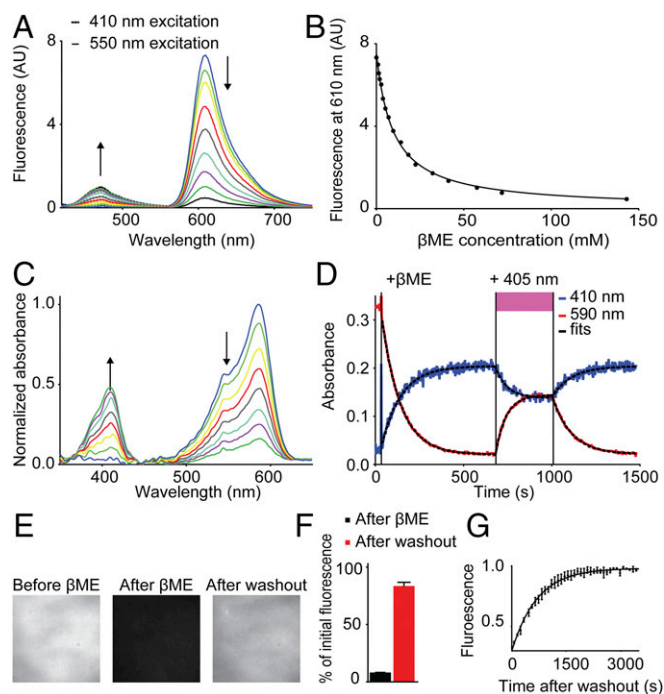 A
410 nm excitation
550 nm excitation
Fluorescence (AU)
8
4
0
500
600
700
Wavelength (nm)
B
Fluorescence at 610 nm (AU)
8
4
0
0
50
100
150
βME concentration (mM)
C
Normalized absorbance
1.0
0.5
0.0
400
500
600
Wavelength (nm)
D
+βME
+ 405 nm
410 nm
590 nm
fits
Absorbance
0.3
0.2
0.1
0.0
0
500
1000
1500
Time (s)
E
Before βME
After βME
After washout
F
After βME
After washout
% of initial fluorescence
100
50
0
G
Fluroescence
1.0
0.5
0
1500
3000
Time after washout (s)